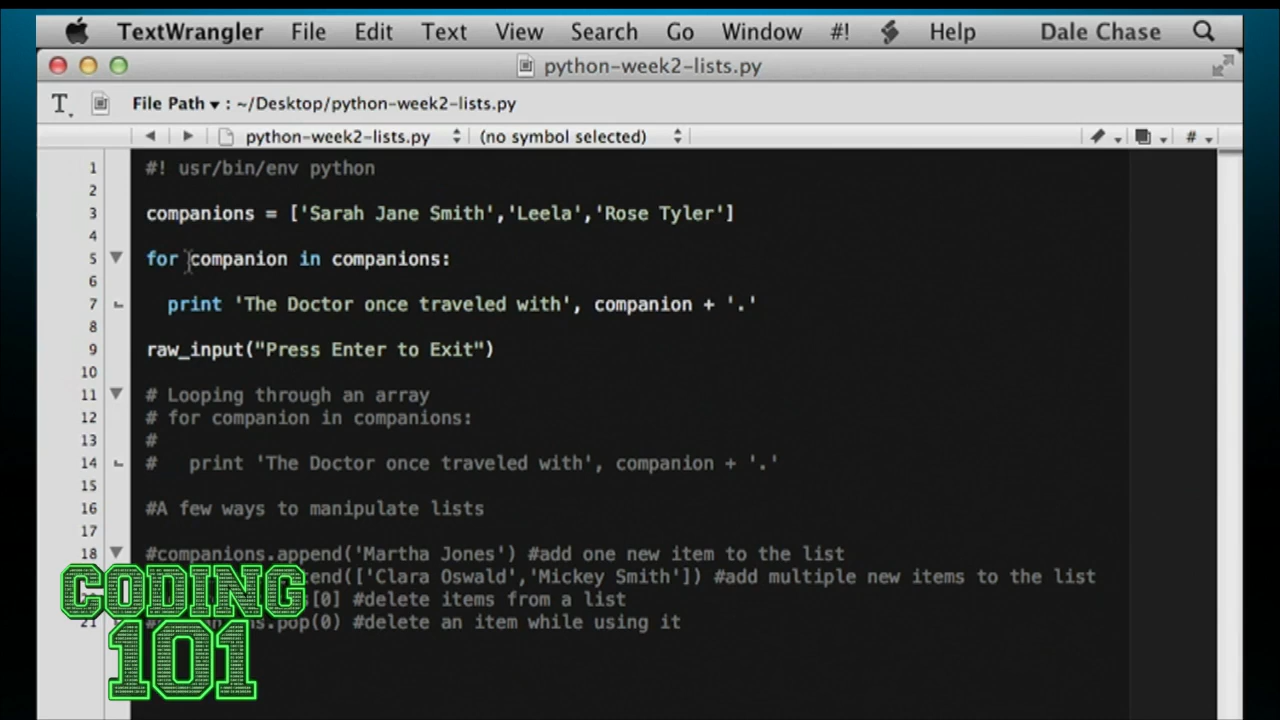 TextWrangler File Edit Text View Search Go Window #! Help Dale Chase
python-week2-lists.py
File Path : ~/Desktop/python-week2-lists.py
python-week2-lists.py (no symbol selected) #
1 #! usr/bin/env python
2
3 companions = ['Sarah Jane Smith','Leela','Rose Tyler']
4
5 for companion in companions:
6
7 print 'The Doctor once traveled with', companion + '.'
8
9 raw_input("Press Enter to Exit")
10
11 # Looping through an array
12 # for companion in companions:
13 #
14 # print 'The Doctor once traveled with', companion + '.'
15
16 #A few ways to manipulate lists
17
18 #companions.append('Martha Jones') #add one new item to the list
tend(['Clara Oswald','Mickey Smith']) #add mutiple new items to the list
[0] #delete items from a list
21 .pop(0) #delete an item while using it
CODING
101